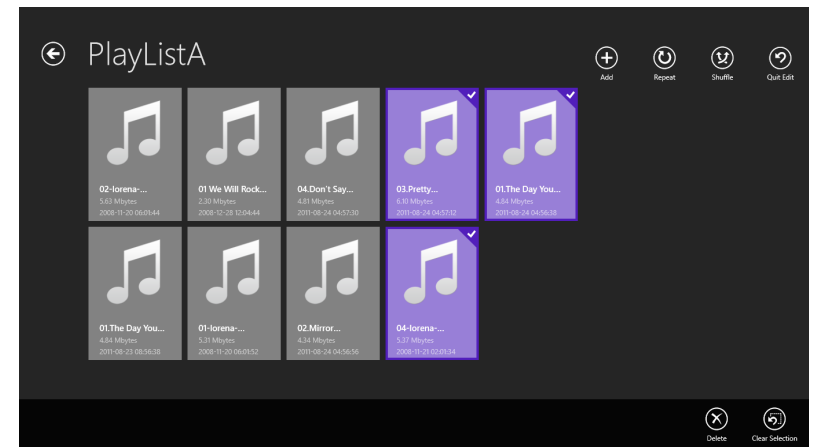 PlayListA
Add
Repeat
Shuffle
Quit Edit
02-lorena-...
5.63 Mbytes
2008-11-20 06:01:44
01 We Will Rock...
2.30 Mbytes
2008-12-28 12:04:44
04.Don't Say...
4.81 Mbytes
2011-08-24 04:57:30
03.Pretty...
6.10 Mbytes
2011-08-24 04:57:12
01.The Day You...
4.84 Mbytes
2011-08-24 04:56:38
01.The Day You...
4.84 Mbytes
2011-08-23 08:56:38
01-lorena-...
5.31 Mbytes
2008-11-20 06:01:52
02.Mirror...
4.34 Mbytes
2011-08-24 04:56:56
04-lorena-...
5.37 Mbytes
2008-11-21 02:01:34
Delete
Clear Selection